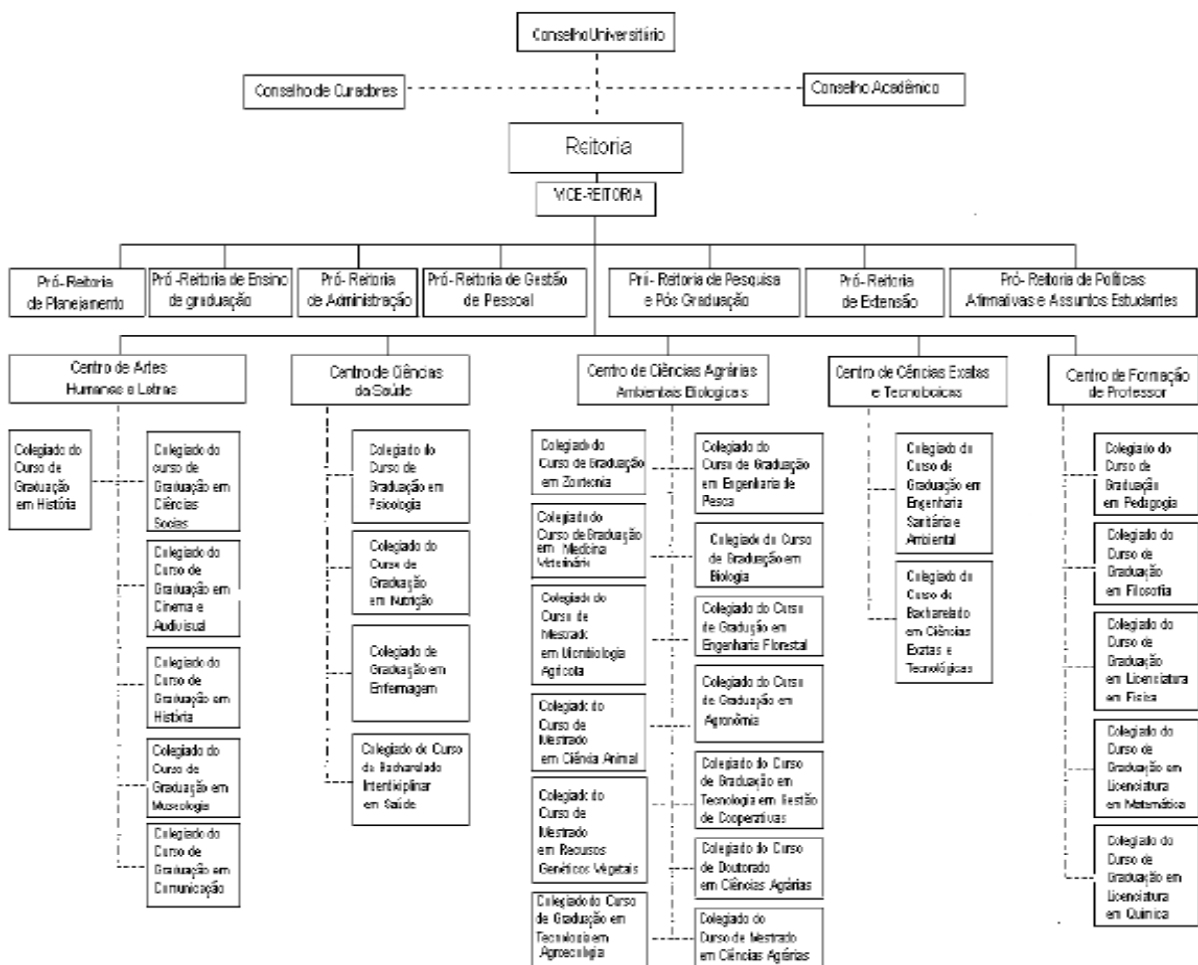 Conselho Universitório
Conselho de Curadores
Conselho Acadêmico
Reitoria
VICE-REITORIA
Pró-Reitoria
de Planejamento
Pró-Reitoria de Ensino
de graduação
Pró-Reitoria
de Administração
Pró-Reitoria de Gestão
de Pessoal
Pró-Reitoria de Pesquisa
e Pós Graduação
Pró-Reitoria
de Extensão
Pró-Reitoria de Políticas
Afirmativas e Assuntos Estudantes
Centro de Artes
Humanas e Letras
Centro de Ciências
da Saúde
Centro de Ciências Agrárias
Ambientais Biologicais
Centro de Ciências Exatas
e Tecnologicas
Centro de Formação
de Professor
Colegiado do
Curso de
Graduação
em História
Colegiado do
curso de
Graduação em
Ciências
Socias
Colegiado do
Curso de
Graduação em
Cinema e
Audivisual
Colegiado do
Curso de
Graduação em
História
Colegiado do
Curso de
Graduação em
Museologia
Colegiado do
Curso de
Graduação em
Comunicação
Colegiado do
Curso de
Graduação em
Psicologia
Colegiado do
Curso de
Graduação
em Nutrição
Colegiado de
Graduação em
Enfermagem
Colegiado de Curso
de Bacharelado
Interdiciplinar
em Saúde
Colegiado do
Curso de Graduação
em Zootecnia
Colegiado do
Curso de Graduação
em Medicina
Veterinária
Colegiado do
Curso de
Mestrado
em Microbiologia
Agrícola
Colegiado do
Curso de
Mestrado
em Ciência Animal
Colegiado do
Curso de
Mestrado
em Recursos
Genéticos Vegetais
Colegiado do Curso
de Graduação em
Tecnologia em
Agroecologia
Colegiado do
Curso de Graduação
em Engenharia de
Pesca
Colegiado do Curso
de Graduação em
Biologia
Colegiado do Curso
de Gradução em
Engenharia Florestal
Colegiado do Curso
de Graduação em
Agronômia
Colegiado do Curso
de Graduação em
Tecnologia em Gestão
de Cooperativas
Colegiado do Curso
de Doutorado
em Ciências Agrárias
Colegiado do
Curso de Mestrado
em Ciências Agrárias
Colegiado do
Curso de
Graduação em
Engenharia
Sanitária e
Ambiental
Colegiado do
Curso de
Bacharelado
em Ciências
Exatas e
Tecnológicas
Colegiado do
Curso de
Graduação
em Pedagogia
Colegiado do
Curso de
Graduação
em Filosofia
Colegiado do
Curso de
Graduação
em Licenciatura
em Fisica
Colegiado do
Curso de
Graduação em
Licenciatura
em Matemática
Colegiado do
Curso de
Graduação em
Licenciatura
em Quimica